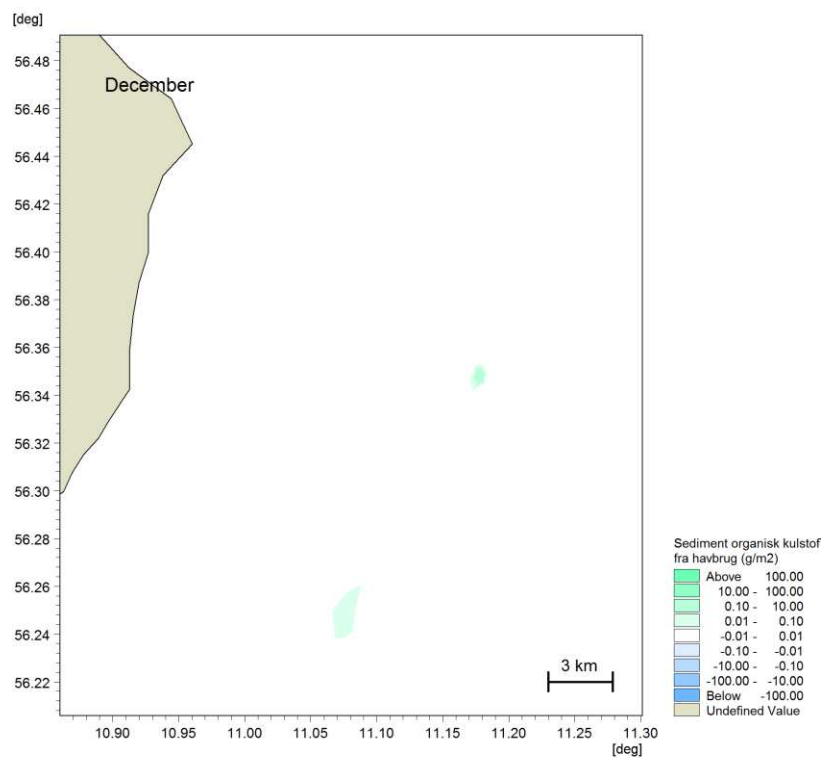 [deg]
56.48
December
56.46
56.44
56.42
56.40
56.38
56.36
56.34
56.32
56.30
56.28
56.26
56.24
56.22
3 km
10.90 10.95 11.00 11.05 11.10 11.15 11.20 11.25 11.30
[deg]
Sediment organisk kulstof
fra havbrug (g/m2)
Above 100.00
10.00 - 100.00
0.10 - 10.00
0.01 - 0.10
-0.01 - 0.01
-0.10 - -0.01
-10.00 - -0.10
-100.00 - -10.00
Below -100.00
Undefined Value